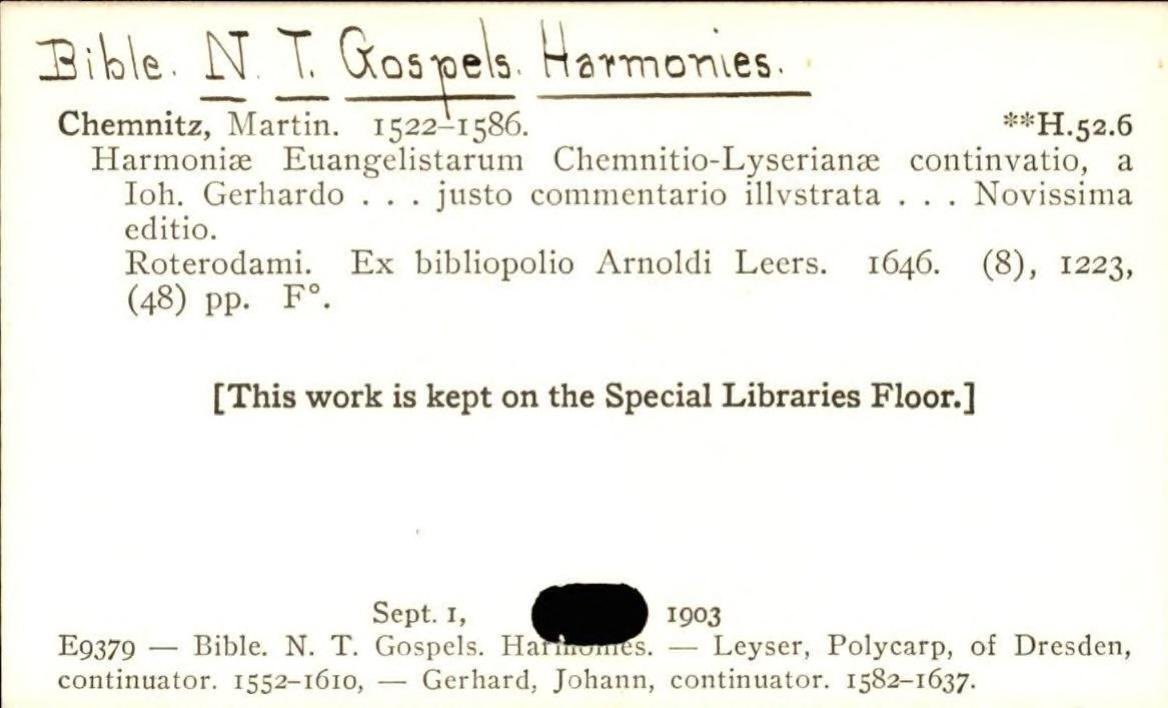 Bible. N. T. Gospels. Harmonies.
Chemnitz, Martin. 1522–1586. **H.52.6
Harmoniæ Euangelistarum Chemnitio-Lyserianæ continvatio, a
Ioh. Gerhardo . . . justo commentario illvstrata . . . Novissima
editio.
Roterodami. Ex bibliopolio Arnoldi Leers. 1646. (8), 1223,
(48) pp. F°.
[This work is kept on the Special Libraries Floor.]
Sept. 1, 1903
E9379 — Bible. N. T. Gospels. Harmonies. — Leyser, Polycarp, of Dresden,
continuator. 1552–1610, — Gerhard, Johann, continuator. 1582–1637.